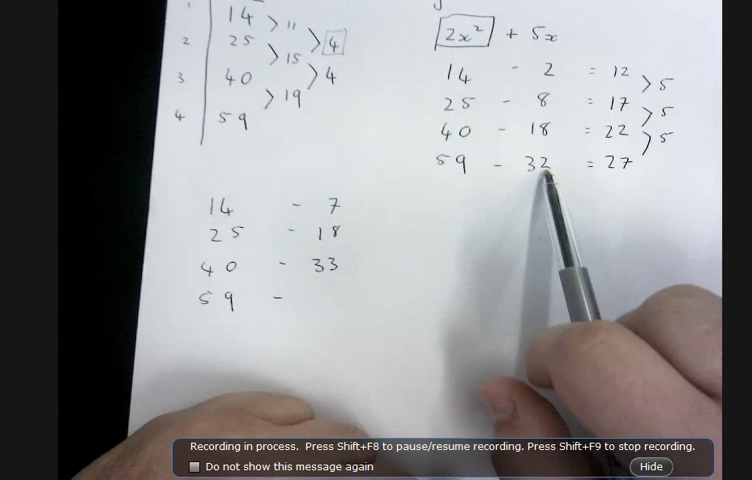 1 14 > 11
2 25 > 4
> 15
3 40 > 4
> 19
4 59
2x² + 5x
14 - 2 = 12
> 5
25 - 8 = 17
> 5
40 - 18 = 22
> 5
59 - 32 = 27
14 - 7
25 - 18
40 - 33
59 -
Recording in process. Press Shift+F8 to pause/resume recording. Press Shift+F9 to stop recording.
Do not show this message again
Hide